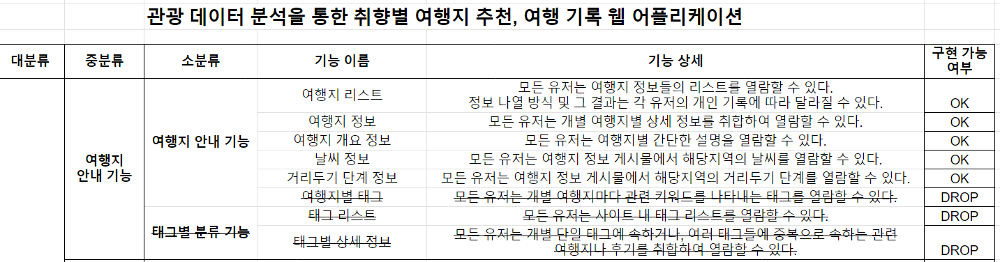 관광 데이터 분석을 통한 취향별 여행지 추천, 여행 기록 웹 어플리케이션
대분류 중분류 소분류 기능 이름 기능 상세 구현 가능
여부
여행지
안내 기능
여행지 안내 기능
여행지 리스트
모든 유저는 여행지 정보들의 리스트를 열람할 수 있다.
정보 나열 방식 및 그 결과는 각 유저의 개인 기록에 따라 달라질 수 있다.
OK
여행지 정보 모든 유저는 개별 여행지별 상세 정보를 취합하여 열람할 수 있다. OK
여행지 개요 정보 모든 유저는 여행지별 간단한 설명을 열람할 수 있다. OK
날씨 정보 모든 유저는 여행지 정보 게시물에서 해당지역의 날씨를 열람할 수 있다. OK
거리두기 단계 정보 모든 유저는 여행지 정보 게시물에서 해당지역의 거리두기 단계를 열람할 수 있다. OK
여행지별 태그 모든 유저는 개별 여행지마다 관련 키워드를 나타내는 태그를 열람할 수 있다. DROP
태그별 분류 기능
태그 리스트 모든 유저는 사이트 내 태그 리스트를 열람할 수 있다. DROP
태그별 상세 정보
모든 유저는 개별 단일 태그에 속하거나, 여러 태그들에 중복으로 속하는 관련
여행지나 후기를 취합하여 열람할 수 있다.
DROP